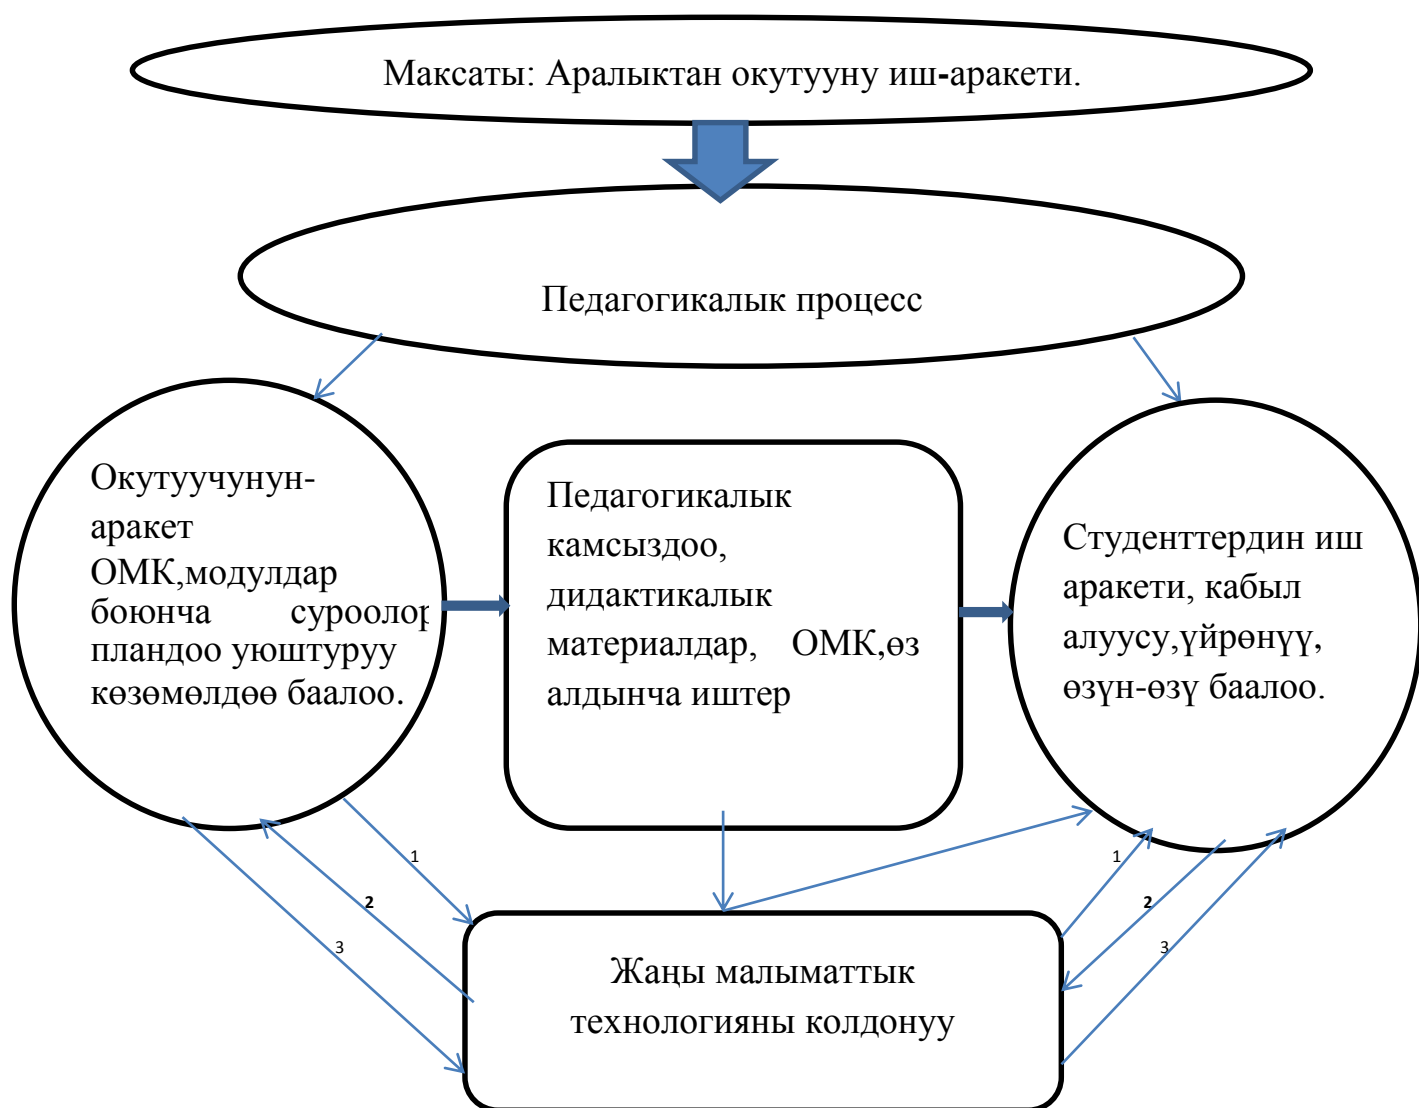 Максаты: Аралыктан окутууну иш-аракети.
Педагогикалык процесс
Окутуучунун-
аракет
ОМК,модулдар
боюнча суроолор
пландоо уюштуруу
көзөмөлдөө баалоо.
Педагогикалык
камсыздоо,
дидактикалык
материалдар, ОМК,өз
алдынча иштер
Студенттердин иш
аракети, кабыл
алуусу,үйрөнүү,
өзүн-өзү баалоо.
1
2
3
1
2
3
Жаңы малыматтык
технологияны колдонуу